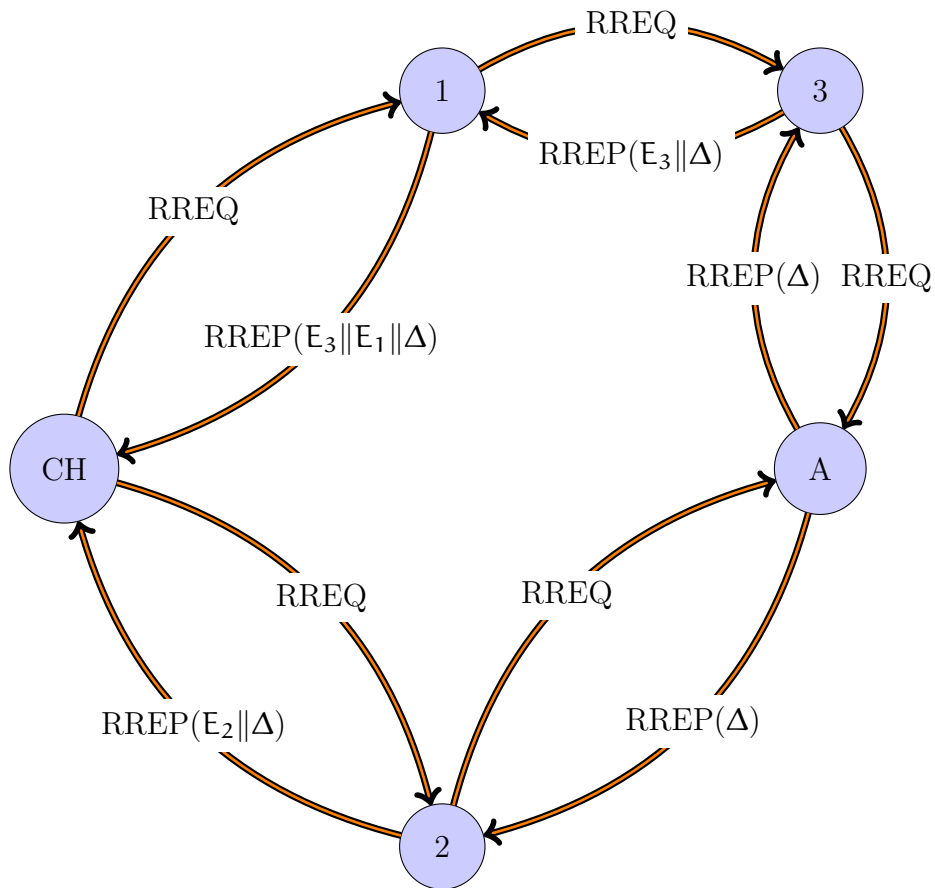 RREQ
1
3
RREP(E₃‖Δ)
RREQ
RREP(Δ)
RREQ
RREP(E₃‖E₁‖Δ)
CH
A
RREQ
RREQ
RREP(E₂‖Δ)
RREP(Δ)
2